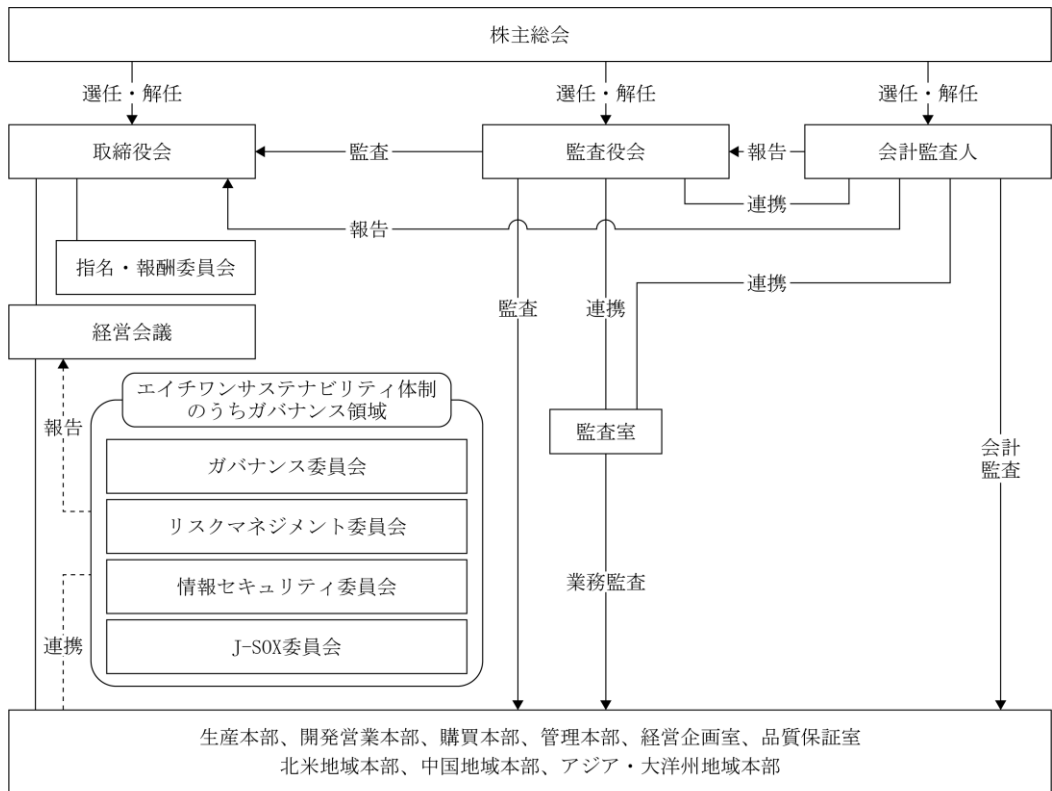 株主総会
選任・解任
選任・解任
選任・解任
取締役会
監査
監査役会
報告
会計監査人
連携
報告
指名・報酬委員会
連携
監査
連携
経営会議
エイチワンサステナビリティ体制
のうちガバナンス領域
報告
監査室
会計
監査
ガバナンス委員会
リスクマネジメント委員会
情報セキュリティ委員会
業務監査
連携
J-SOX委員会
生産本部、開発営業本部、購買本部、管理本部、経営企画室、品質保証室
北米地域本部、中国地域本部、アジア・大洋州地域本部